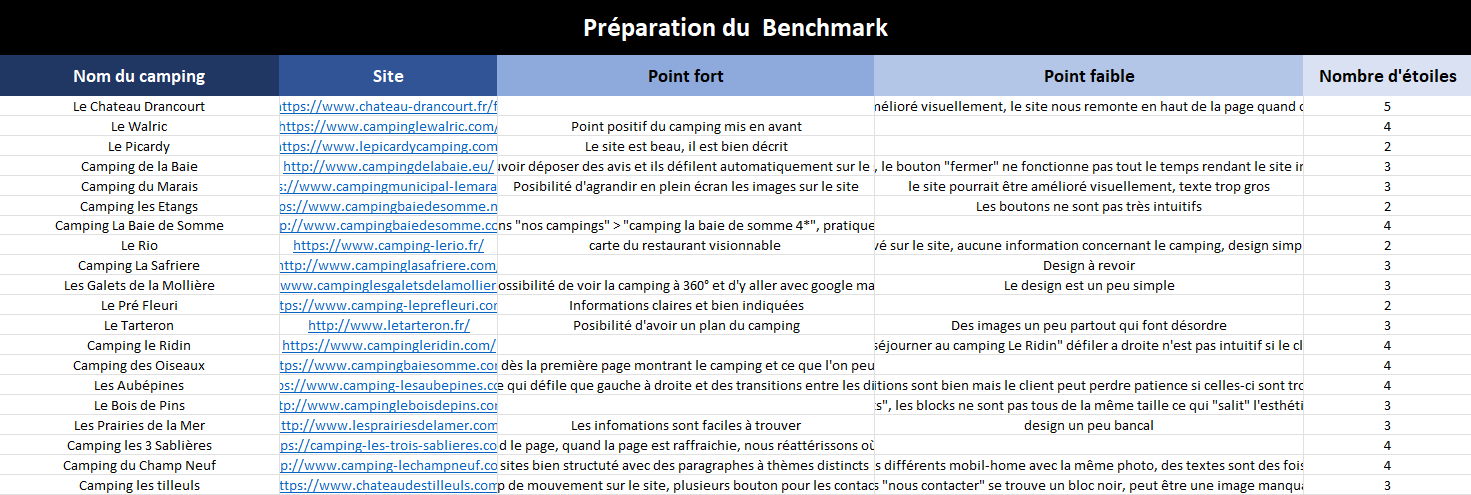 Préparation du  Benchmark
Nom du camping Site Point fort Point faible Nombre d'étoiles
Le Chateau Drancourt https://www.chateau-drancourt.fr/f mélioré visuellement, le site nous remonte en haut de la page quand c 5
Le Walric https://www.campinglewalric.com/ Point positif du camping mis en avant 4
Le Picardy https://www.lepicardycamping.com Le site est beau, il est bien décrit 2
Camping de la Baie http://www.campingdelabaie.eu/ voir déposer des avis et ils défilent automatiquement sur le , le bouton "fermer" ne fonctionne pas tout le temps rendant le site in 3
Camping du Marais s://www.campingmunicipal-lemara Posibilité d'agrandir en plein écran les images sur le site le site pourrait être amélioré visuellement, texte trop gros 3
Camping les Etangs ps://www.campingbaiedesomme.n Les boutons ne sont pas très intuitifs 2
Camping La Baie de Somme p://www.campingbaiedesomme.co ns "nos campings" > "camping la baie de somme 4*", pratique 4
Le Rio https://www.camping-lerio.fr/ carte du restaurant visionnable vé sur le site, aucune information concernant le camping, design simp 2
Camping La Safriere http://www.campinglasafriere.com Design à revoir 3
Les Galets de la Mollière www.campinglesgaletsdelamollier ossibilité de voir la camping à 360° et d'y aller avec google ma Le design est un peu simple 3
Le Pré Fleuri tps://www.camping-leprefleuri.cor Informations claires et bien indiquées 2
Le Tarteron http://www.letarteron.fr/ Posibilité d'avoir un plan du camping Des images un peu partout qui font désordre 3
Camping le Ridin https://www.campingleridin.com/ séjourner au camping Le Ridin" défiler a droite n'est pas intuitif si le cl 4
Camping des Oiseaux tps://www.campingbaiesomme.com dès la première page montrant le camping et ce que l'on peu 4
Les Aubépines ps://www.camping-lesaubepines.co e qui défile que gauche à droite et des transitions entre les di itions sont bien mais le client peut perdre patience si celles-ci sont tro 4
Le Bois de Pins tp://www.campingleboisdepins.cor s", les blocks ne sont pas tous de la même taille ce qui "salit" l'esthéti 3
Les Prairies de la Mer http://www.lesprairiesdelamer.com Les infomations sont faciles à trouver design un peu bancal 3
Camping les 3 Sablières ps://camping-les-trois-sablieres.co d le page, quand la page est raffraichie, nous réattérissons où 4
Camping du Champ Neuf p://www.camping-lechampneuf.co sites bien structuté avec des paragraphes à thèmes distincts s différents mobil-home avec la même photo, des textes sont des fois 4
Camping les tilleuls https://www.chateaudestilleuls.com p de mouvement sur le site, plusieurs bouton pour les contac s "nous contacter" se trouve un bloc noir, peut être une image manqua 3